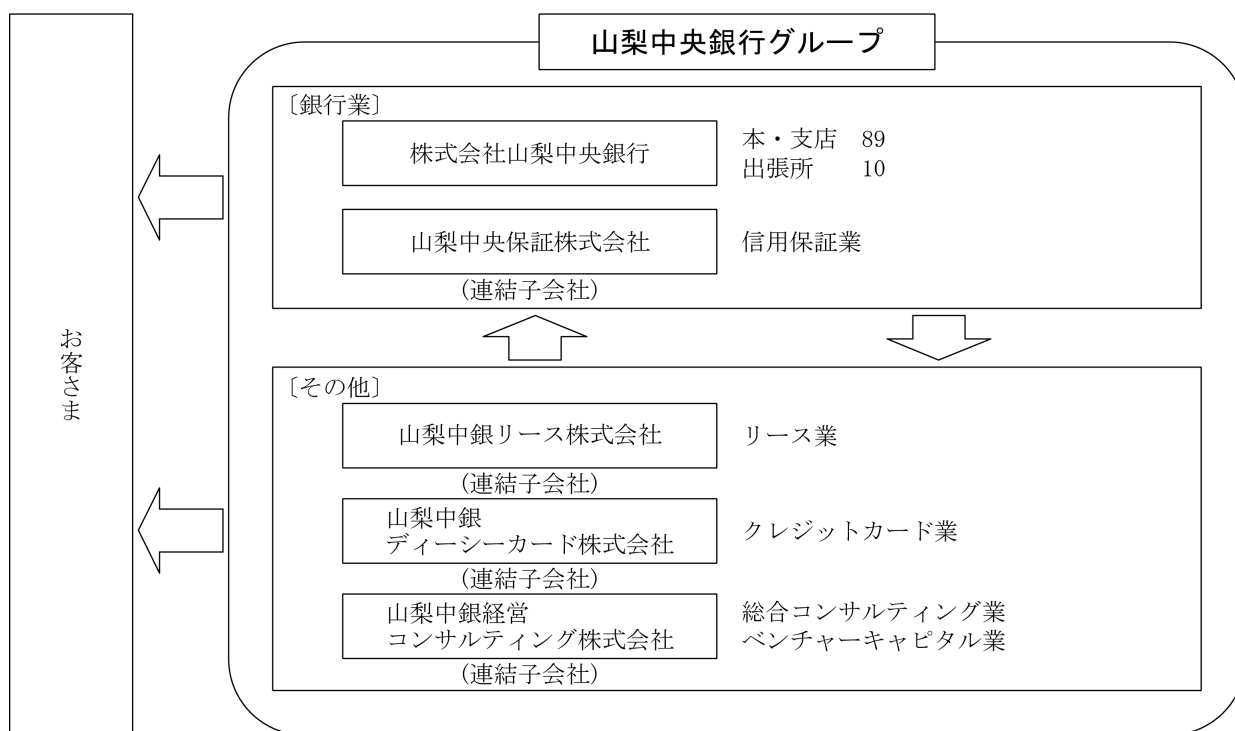 山梨中央銀行グループ
〔銀行業〕
株式会社山梨中央銀行
本・支店 89
出張所 10
山梨中央保証株式会社
信用保証業
(連結子会社)
お客さま
〔その他〕
山梨中銀リース株式会社
リース業
(連結子会社)
山梨中銀
ディーシーカード株式会社
クレジットカード業
(連結子会社)
山梨中銀経営
コンサルティング株式会社
総合コンサルティング業
ベンチャーキャピタル業
(連結子会社)